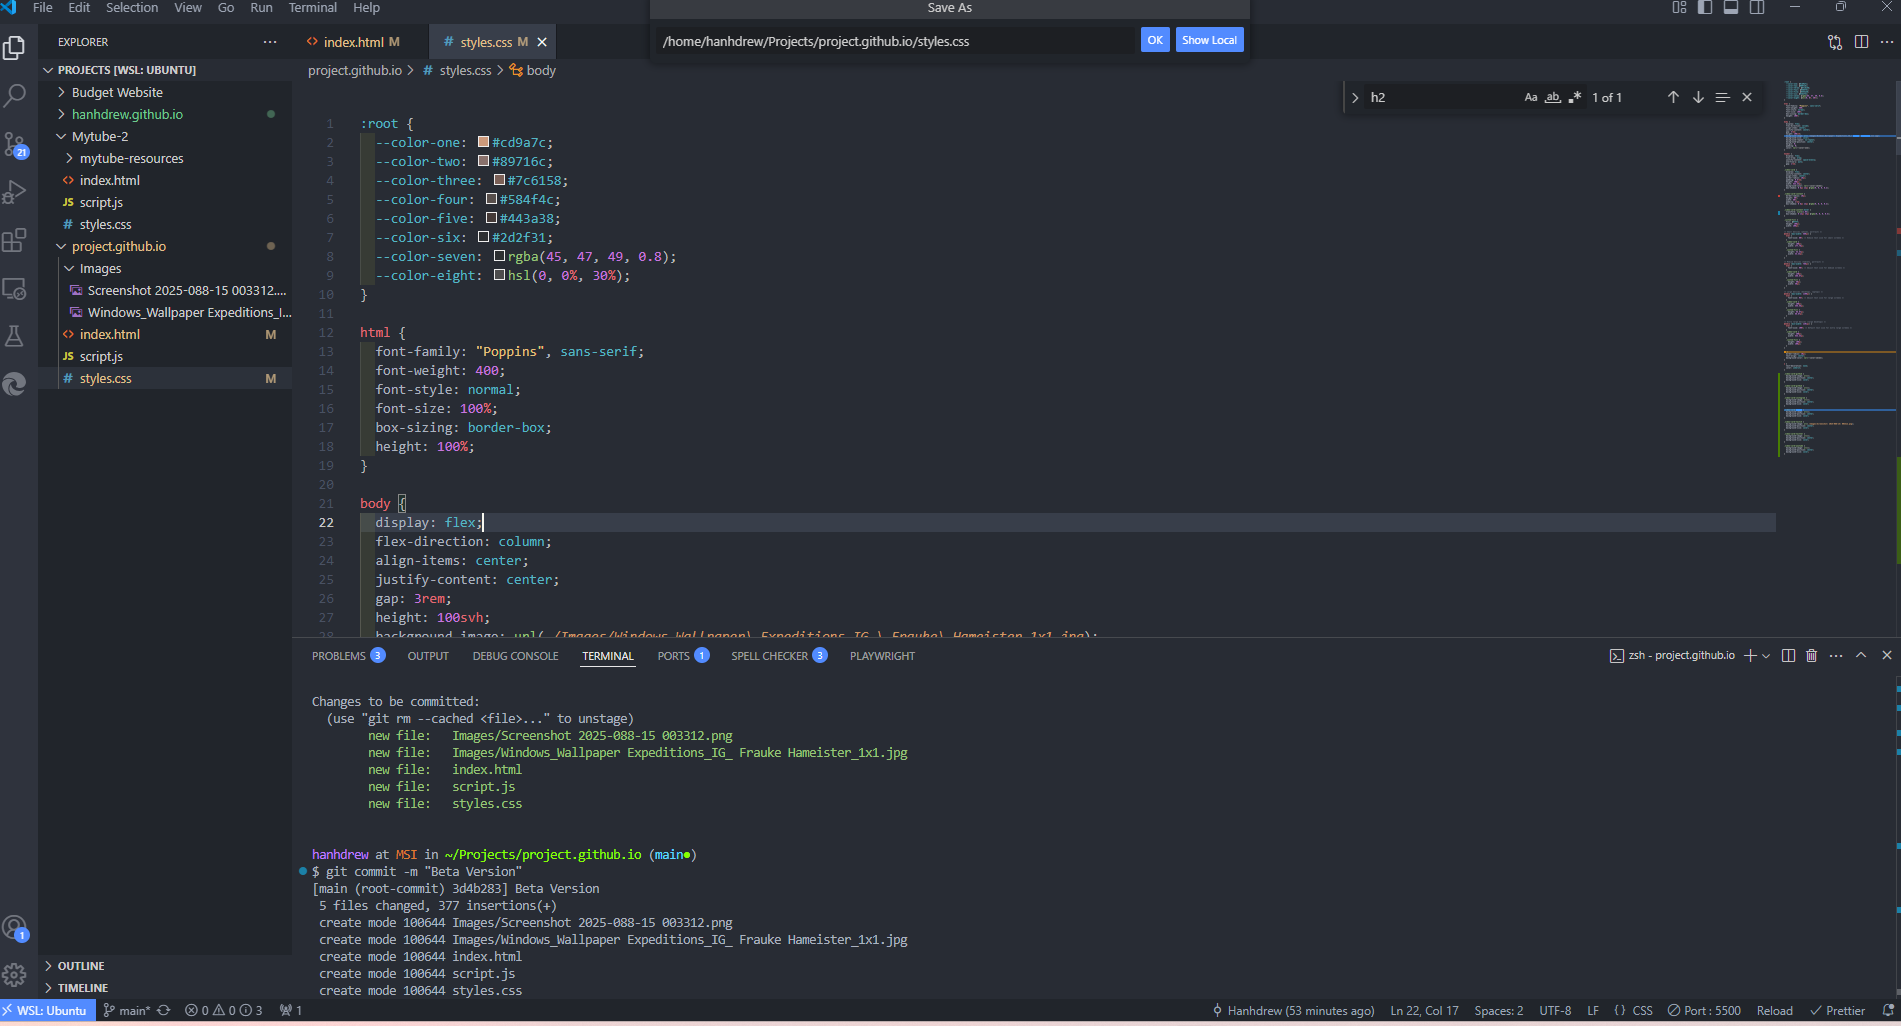 File Edit Selection View Go Run Terminal Help
Save As
/home/hanhdrew/Projects/project.github.io/styles.css OK Show Local
EXPLORER ...
index.html M
# styles.css M
project.github.io > # styles.css > body
h2 Aa ab .* 1 of 1
PROJECTS [WSL: UBUNTU]
Budget Website
hanhdrew.github.io
Mytube-2
mytube-resources
index.html
JS script.js
# styles.css
project.github.io
Images
Screenshot 2025-088-15 003312....
Windows_Wallpaper Expeditions_I...
index.html M
JS script.js
# styles.css M
21
1
OUTLINE
TIMELINE
1 :root {
2 --color-one: #cd9a7c;
3 --color-two: #89716c;
4 --color-three: #7c6158;
5 --color-four: #584f4c;
6 --color-five: #443a38;
7 --color-six: #2d2f31;
8 --color-seven: rgba(45, 47, 49, 0.8);
9 --color-eight: hsl(0, 0%, 30%);
10 }
11
12 html {
13 font-family: "Poppins", sans-serif;
14 font-weight: 400;
15 font-style: normal;
16 font-size: 100%;
17 box-sizing: border-box;
18 height: 100%;
19 }
20
21 body {
22 display: flex;
23 flex-direction: column;
24 align-items: center;
25 justify-content: center;
26 gap: 3rem;
27 height: 100svh;
28 background-image: url(./Images/Windows_Wallpaper\ Expeditions_IG_\ Frauke\ Hameister_1x1.jpg);
PROBLEMS 3 OUTPUT DEBUG CONSOLE TERMINAL PORTS 1 SPELL CHECKER 3 PLAYWRIGHT
zsh - project.github.io
Changes to be committed:
(use "git rm --cached <file>..." to unstage)
new file: Images/Screenshot 2025-088-15 003312.png
new file: Images/Windows_Wallpaper Expeditions_IG_ Frauke Hameister_1x1.jpg
new file: index.html
new file: script.js
new file: styles.css
hanhdrew at MSI in ~/Projects/project.github.io (main●)
$ git commit -m "Beta Version"
[main (root-commit) 3d4b283] Beta Version
5 files changed, 377 insertions(+)
create mode 100644 Images/Screenshot 2025-088-15 003312.png
create mode 100644 Images/Windows_Wallpaper Expeditions_IG_ Frauke Hameister_1x1.jpg
create mode 100644 index.html
create mode 100644 script.js
create mode 100644 styles.css
WSL: Ubuntu main* 0 0 3 1
Hanhdrew (53 minutes ago) Ln 22, Col 17 Spaces: 2 UTF-8 LF {} CSS Port : 5500 Reload Prettier